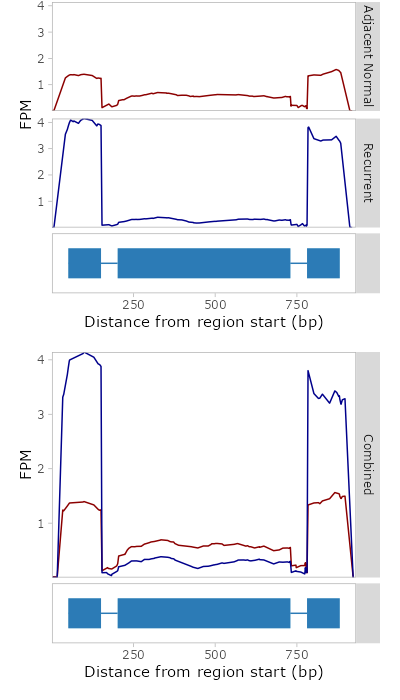 4
3
2
1
FPM
Adjacent Normal
4
3
2
1
Recurrent
250
500
750
Distance from region start (bp)
4
3
2
1
FPM
Combined
250
500
750
Distance from region start (bp)